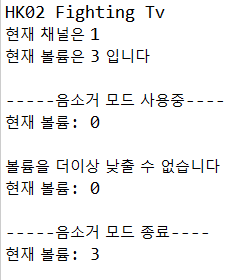 HK02 Fighting Tv
현재 채널은 1
현재 볼륨은 3 입니다
-----음소거 모드 사용중----
현재 볼륨: 0
볼륨을 더이상 낮출 수 없습니다
현재 볼륨: 0
-----음소거 모드 종료----
현재 볼륨: 3